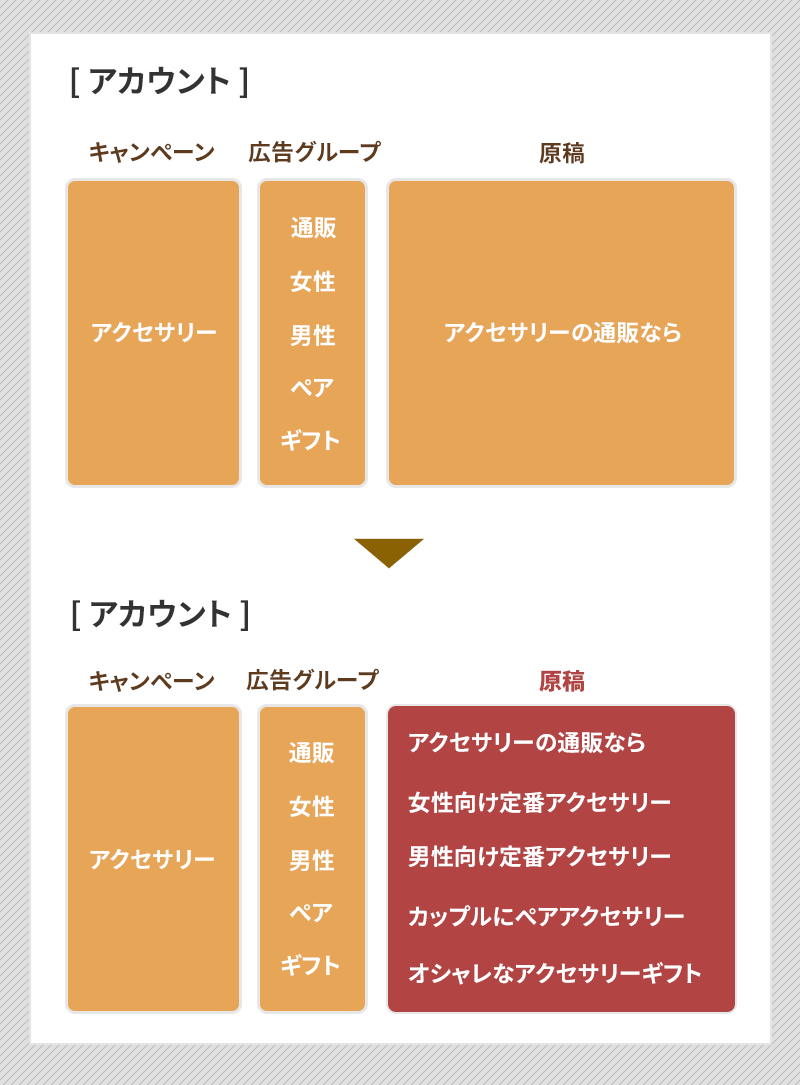 [ アカウント ]
キャンペーン 広告グループ 原稿
アクセサリー
通販
女性
男性
ペア
ギフト
アクセサリーの通販なら
[ アカウント ]
キャンペーン 広告グループ 原稿
アクセサリー
通販
女性
男性
ペア
ギフト
アクセサリーの通販なら
女性向け定番アクセサリー
男性向け定番アクセサリー
カップルにペアアクセサリー
オシャレなアクセサリーギフト